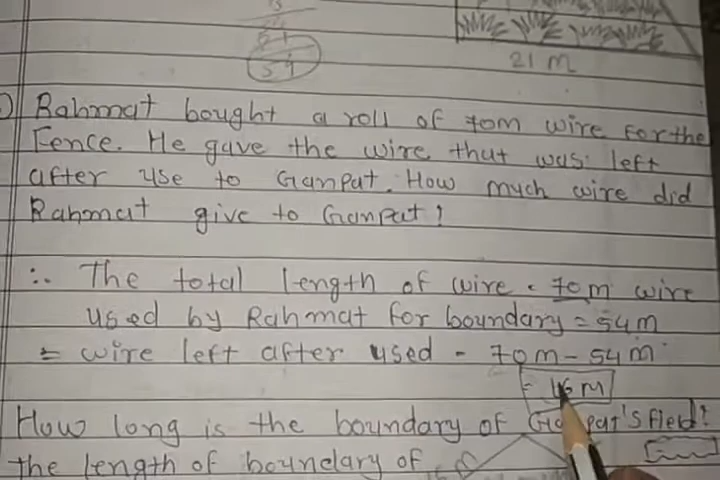 54
21 m
Rahmat bought a roll of 70m wire for the
Fence. He gave the wire that was left
after use to Ganpat. How much wire did
Rahmat give to Ganpat!
∴ The total length of wire = 70m wire
used by Rahmat for boundary = 54m
= wire left after used = 70m - 54m
= 16m
How long is the boundary of Ganpat's field?
the length of boundary of